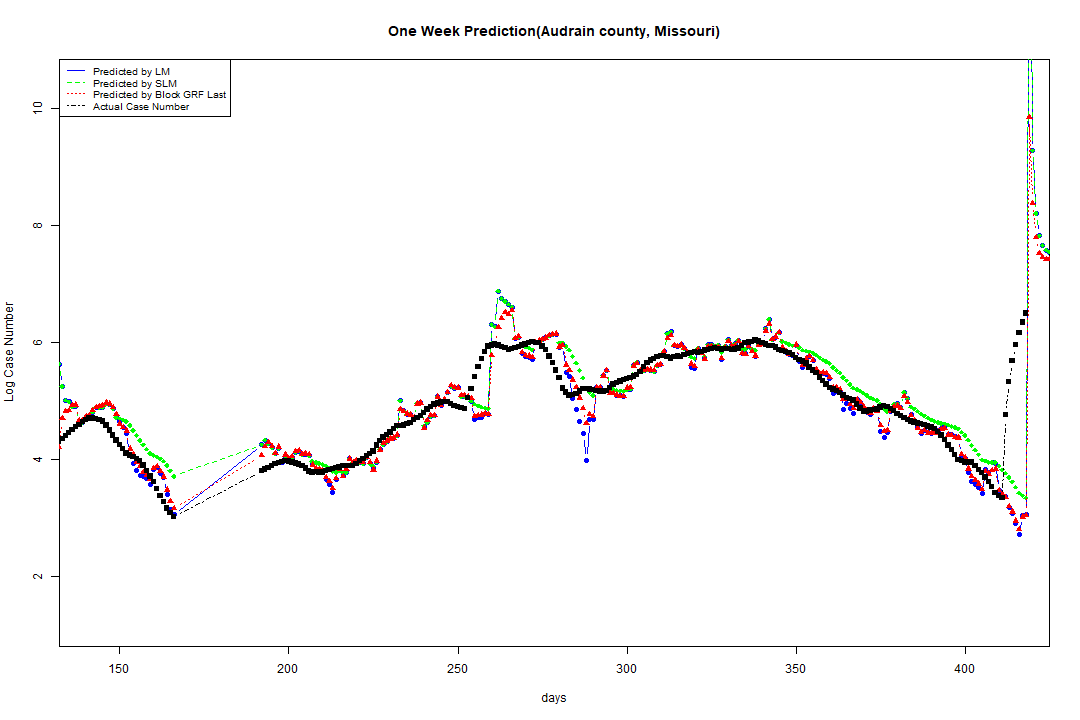 One Week Prediction(Audrain county, Missouri)
Predicted by LM
Predicted by SLM
Predicted by Block GRF Last
Actual Case Number
10
8
6
4
2
Log Case Number
150 200 250 300 350 400
days